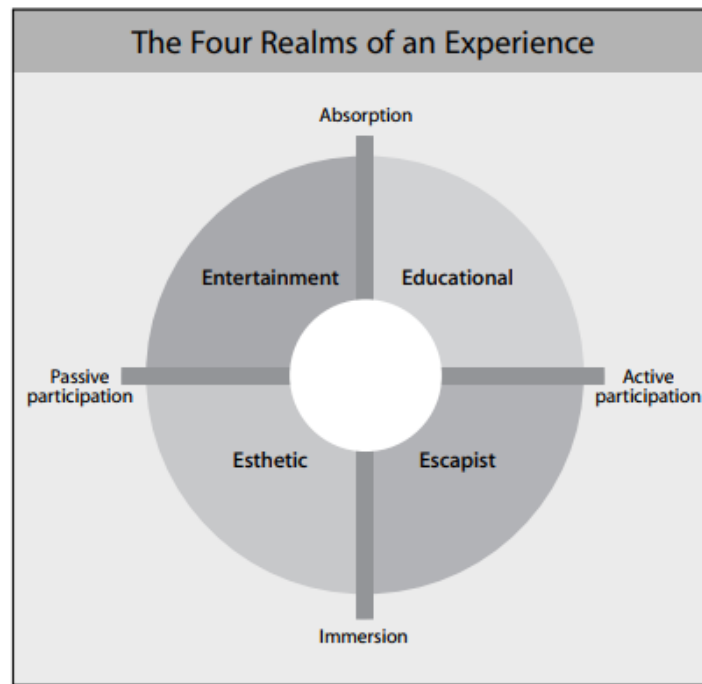 The Four Realms of an Experience
Absorption
Entertainment
Educational
Passive
participation
Active
participation
Esthetic
Escapist
Immersion